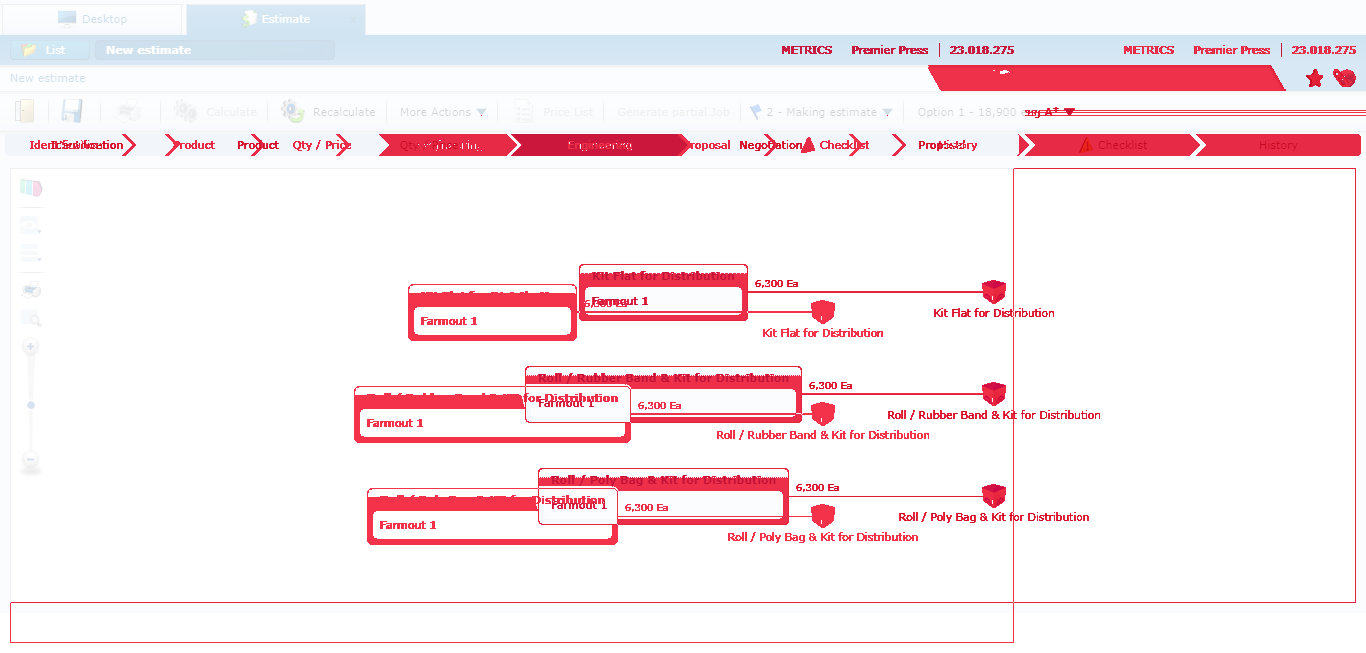 Desktop
Estimate
List
New estimate
METRICS Premier Press 23.018.275
METRICS Premier Press 23.018.275
New estimate
Calculate
Recalculate
More Actions
Price List
Generate partial Job
2 - Making estimate
Option 1 - 18,900
Product
Product
Qty / Price
Engineering
Negotiation
Checklist
History
Checklist
History
Kit Flat for Distribution
6,300 Ea
Farmout 1
6,300 Ea
Kit Flat for Distribution
Farmout 1
Kit Flat for Distribution
Roll / Rubber Band & Kit for Distribution
6,300 Ea
for Distribution
Farmout 1
6,300 Ea
Roll / Rubber Band & Kit for Distribution
Farmout 1
Roll / Rubber Band & Kit for Distribution
Roll / Poly Bag & Kit for Distribution
6,300 Ea
Distribution
Farmout 1
6,300 Ea
Roll / Poly Bag & Kit for Distribution
Farmout 1
Roll / Poly Bag & Kit for Distribution